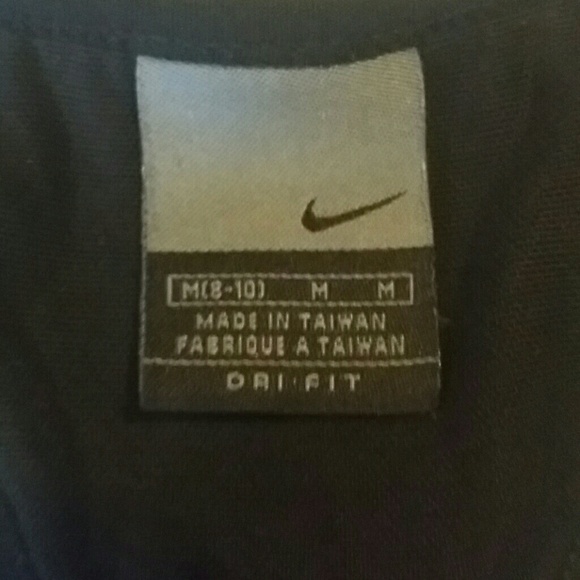 M(8-10) M M
MADE IN TAIWAN
FABRIQUE A TAIWAN
DRI·FIT